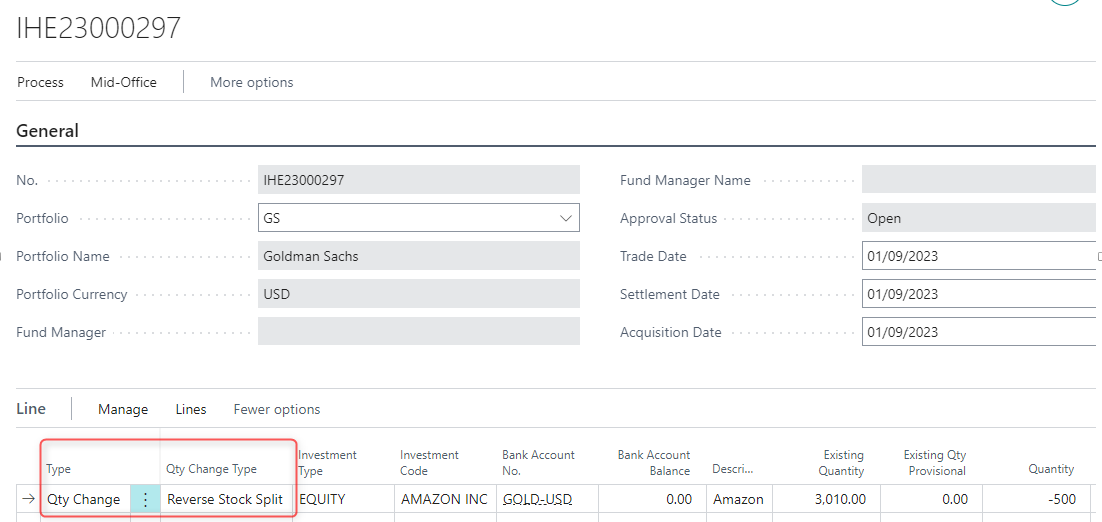 IHE23000297
Process Mid-Office More options
General
No. IHE23000297 Fund Manager Name
Portfolio GS Approval Status Open
Portfolio Name Goldman Sachs Trade Date 01/09/2023
Portfolio Currency USD Settlement Date 01/09/2023
Fund Manager Acquisition Date 01/09/2023
Line Manage Lines Fewer options
Investment Investment Bank Account Bank Account Existing Existing Qty
Type Qty Change Type Type Code No. Balance Descri... Quantity Provisional Quantity
Qty Change Reverse Stock Split EQUITY AMAZON INC GOLD-USD 0.00 Amazon 3,010.00 0.00 -500